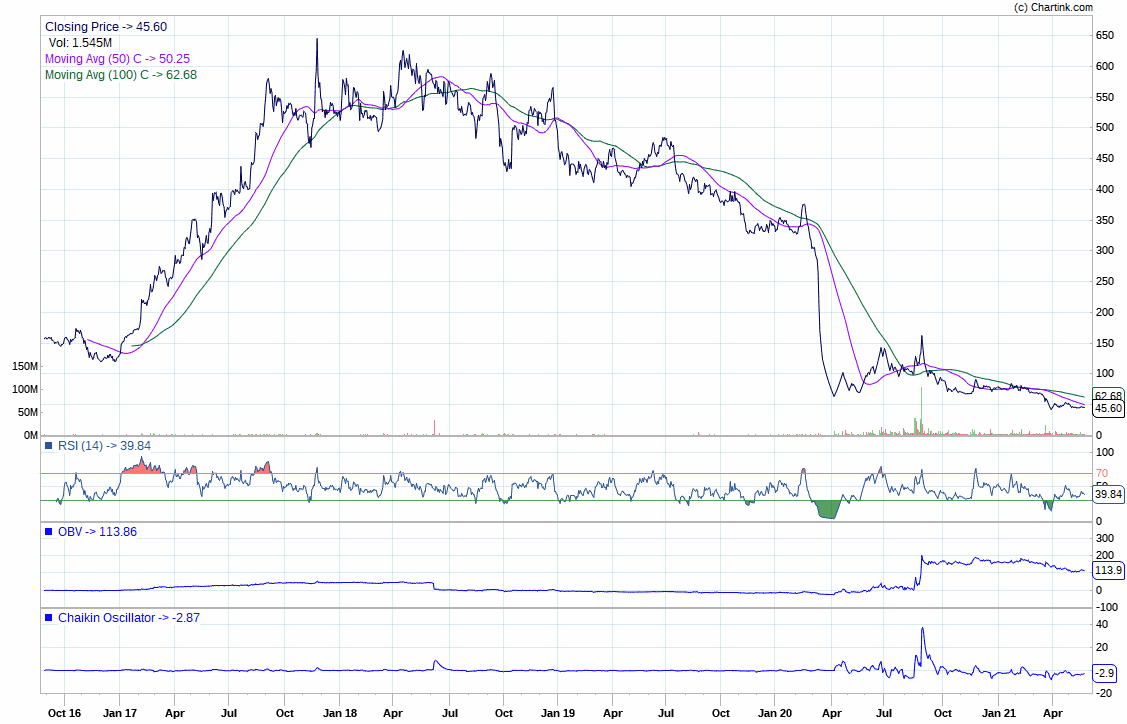 (c) Chartink.com
Closing Price -> 45.60
Vol: 1.545M
Moving Avg (50) C -> 50.25
Moving Avg (100) C -> 62.68
650
600
550
500
450
400
350
300
250
200
150
100
62.68
45.60
0
150M
100M
50M
0M
RSI (14) -> 39.84
100
70
50
39.84
0
OBV -> 113.86
300
200
113.9
0
-100
Chaikin Oscillator -> -2.87
40
20
-2.9
-20
Oct 16 Jan 17 Apr Jul Oct Jan 18 Apr Jul Oct Jan 19 Apr Jul Oct Jan 20 Apr Jul Oct Jan 21 Apr